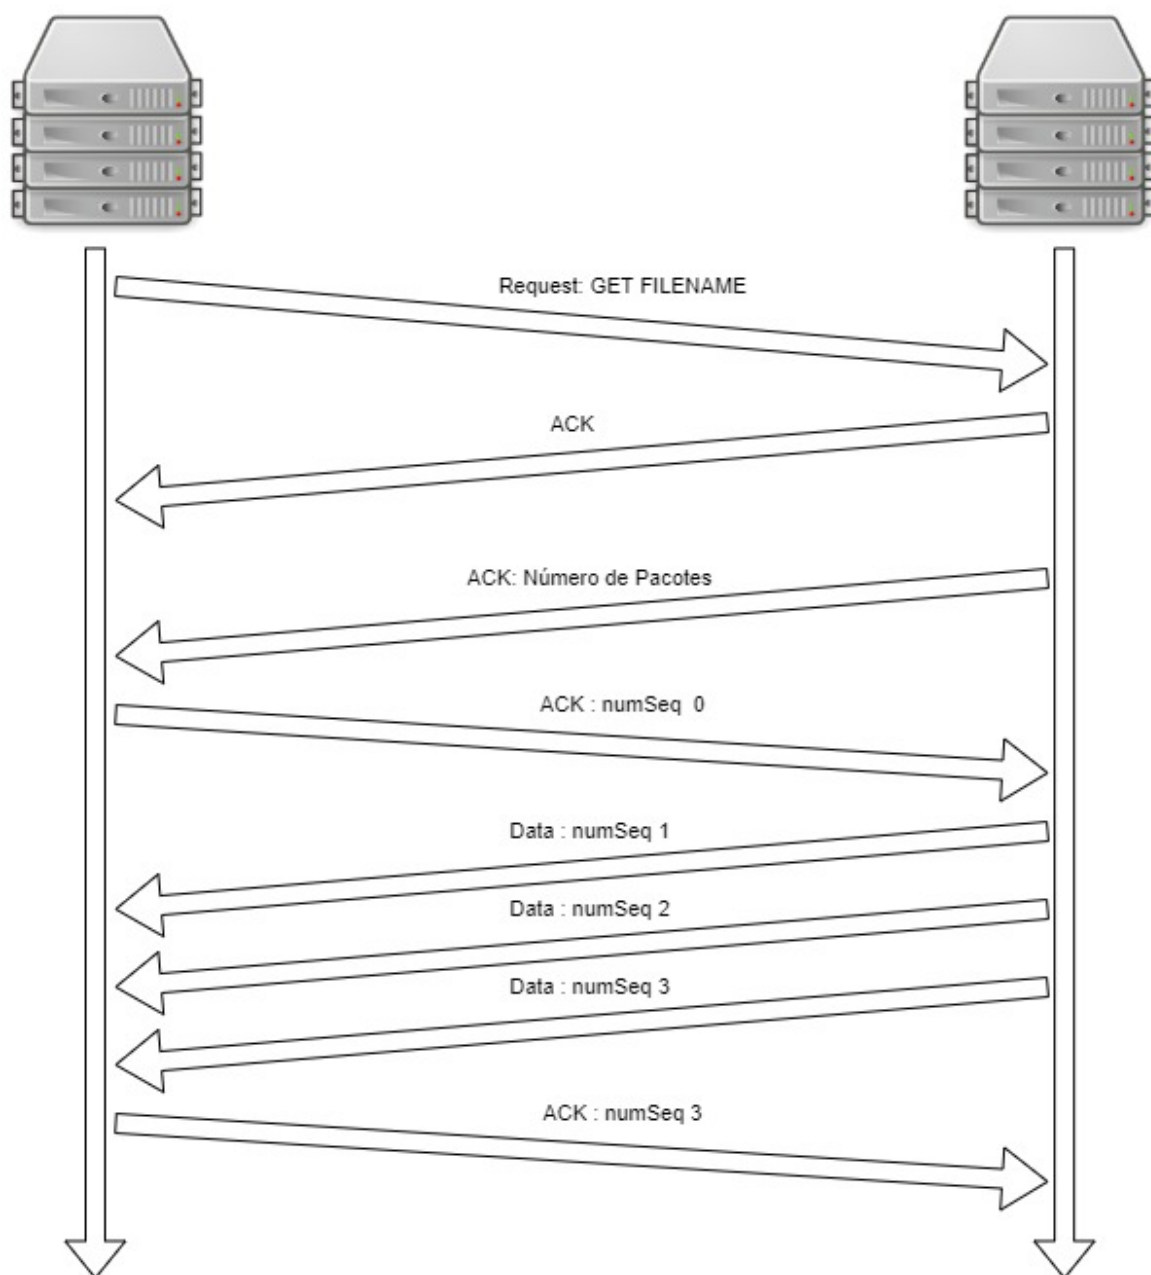 Request: GET FILENAME
ACK
ACK: Número de Pacotes
ACK : numSeq 0
Data : numSeq 1
Data : numSeq 2
Data : numSeq 3
ACK : numSeq 3